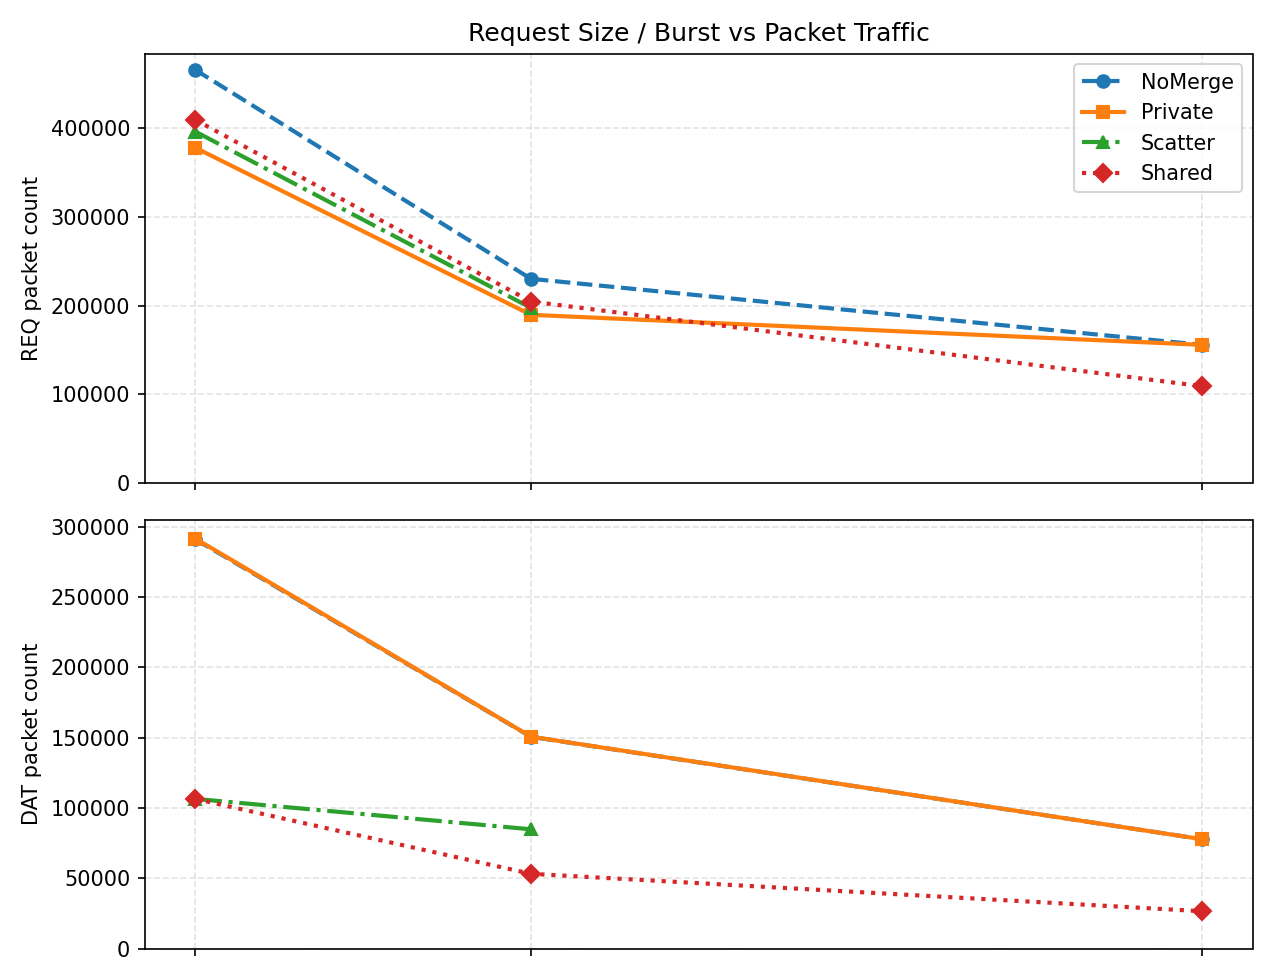 Request Size / Burst vs Packet Traffic
REQ packet count
400000
300000
200000
100000
0
NoMerge
Private
Scatter
Shared
DAT packet count
300000
250000
200000
150000
100000
50000
0